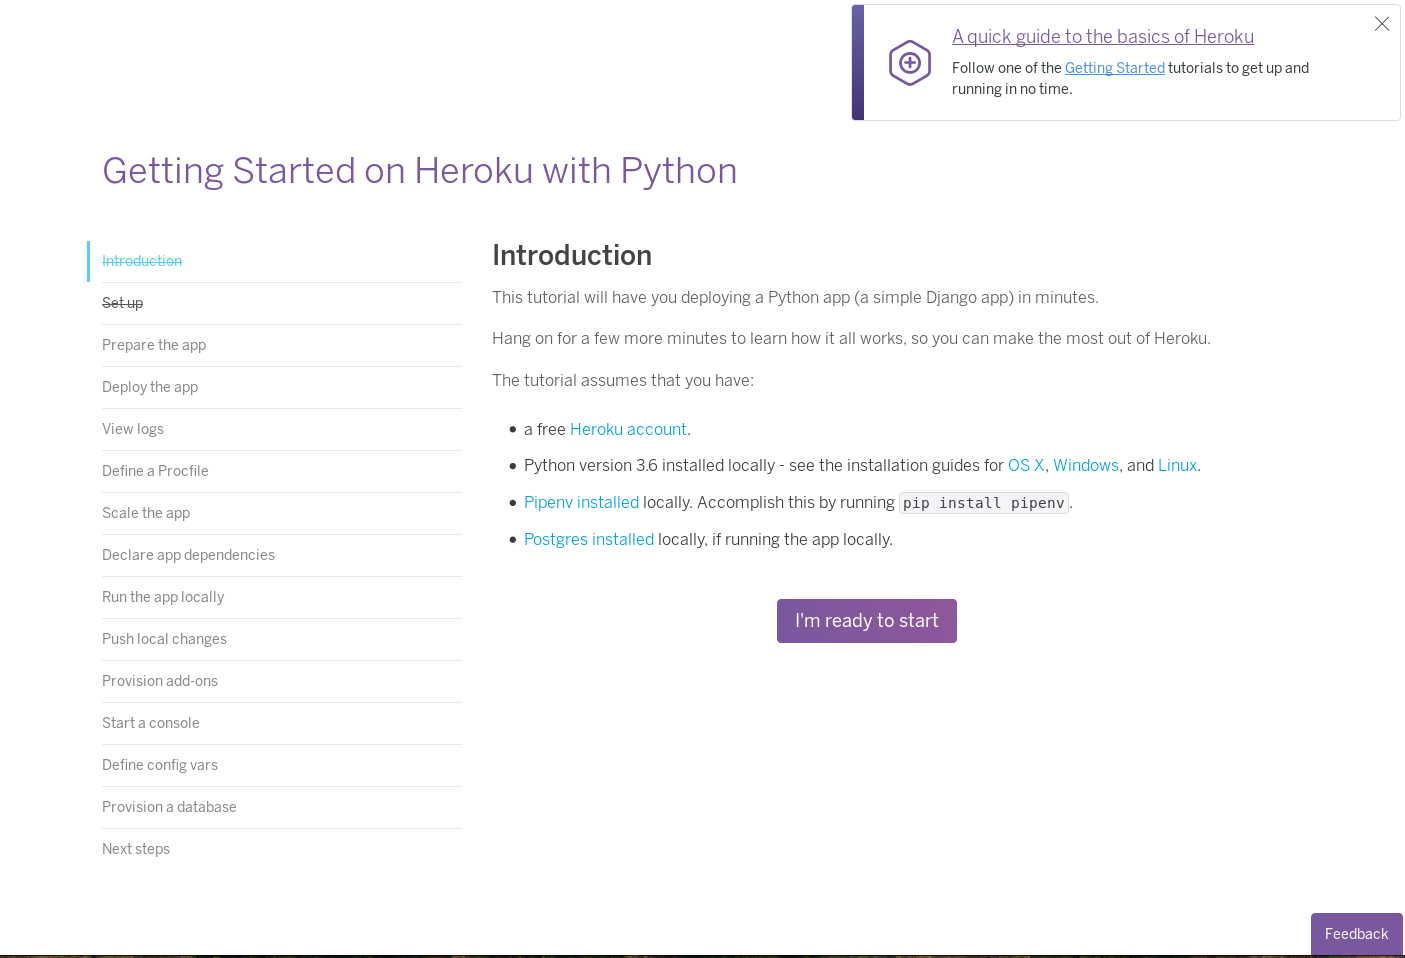 A quick guide to the basics of Heroku
Follow one of the Getting Started tutorials to get up and
running in no time.
Getting Started on Heroku with Python
Introduction
Set up
Prepare the app
Deploy the app
View logs
Define a Procfile
Scale the app
Declare app dependencies
Run the app locally
Push local changes
Provision add-ons
Start a console
Define config vars
Provision a database
Next steps
Introduction
This tutorial will have you deploying a Python app (a simple Django app) in minutes.
Hang on for a few more minutes to learn how it all works, so you can make the most out of Heroku.
The tutorial assumes that you have:
• a free Heroku account.
• Python version 3.6 installed locally - see the installation guides for OS X, Windows, and Linux.
• Pipenv installed locally. Accomplish this by running pip install pipenv.
• Postgres installed locally, if running the app locally.
I'm ready to start
Feedback